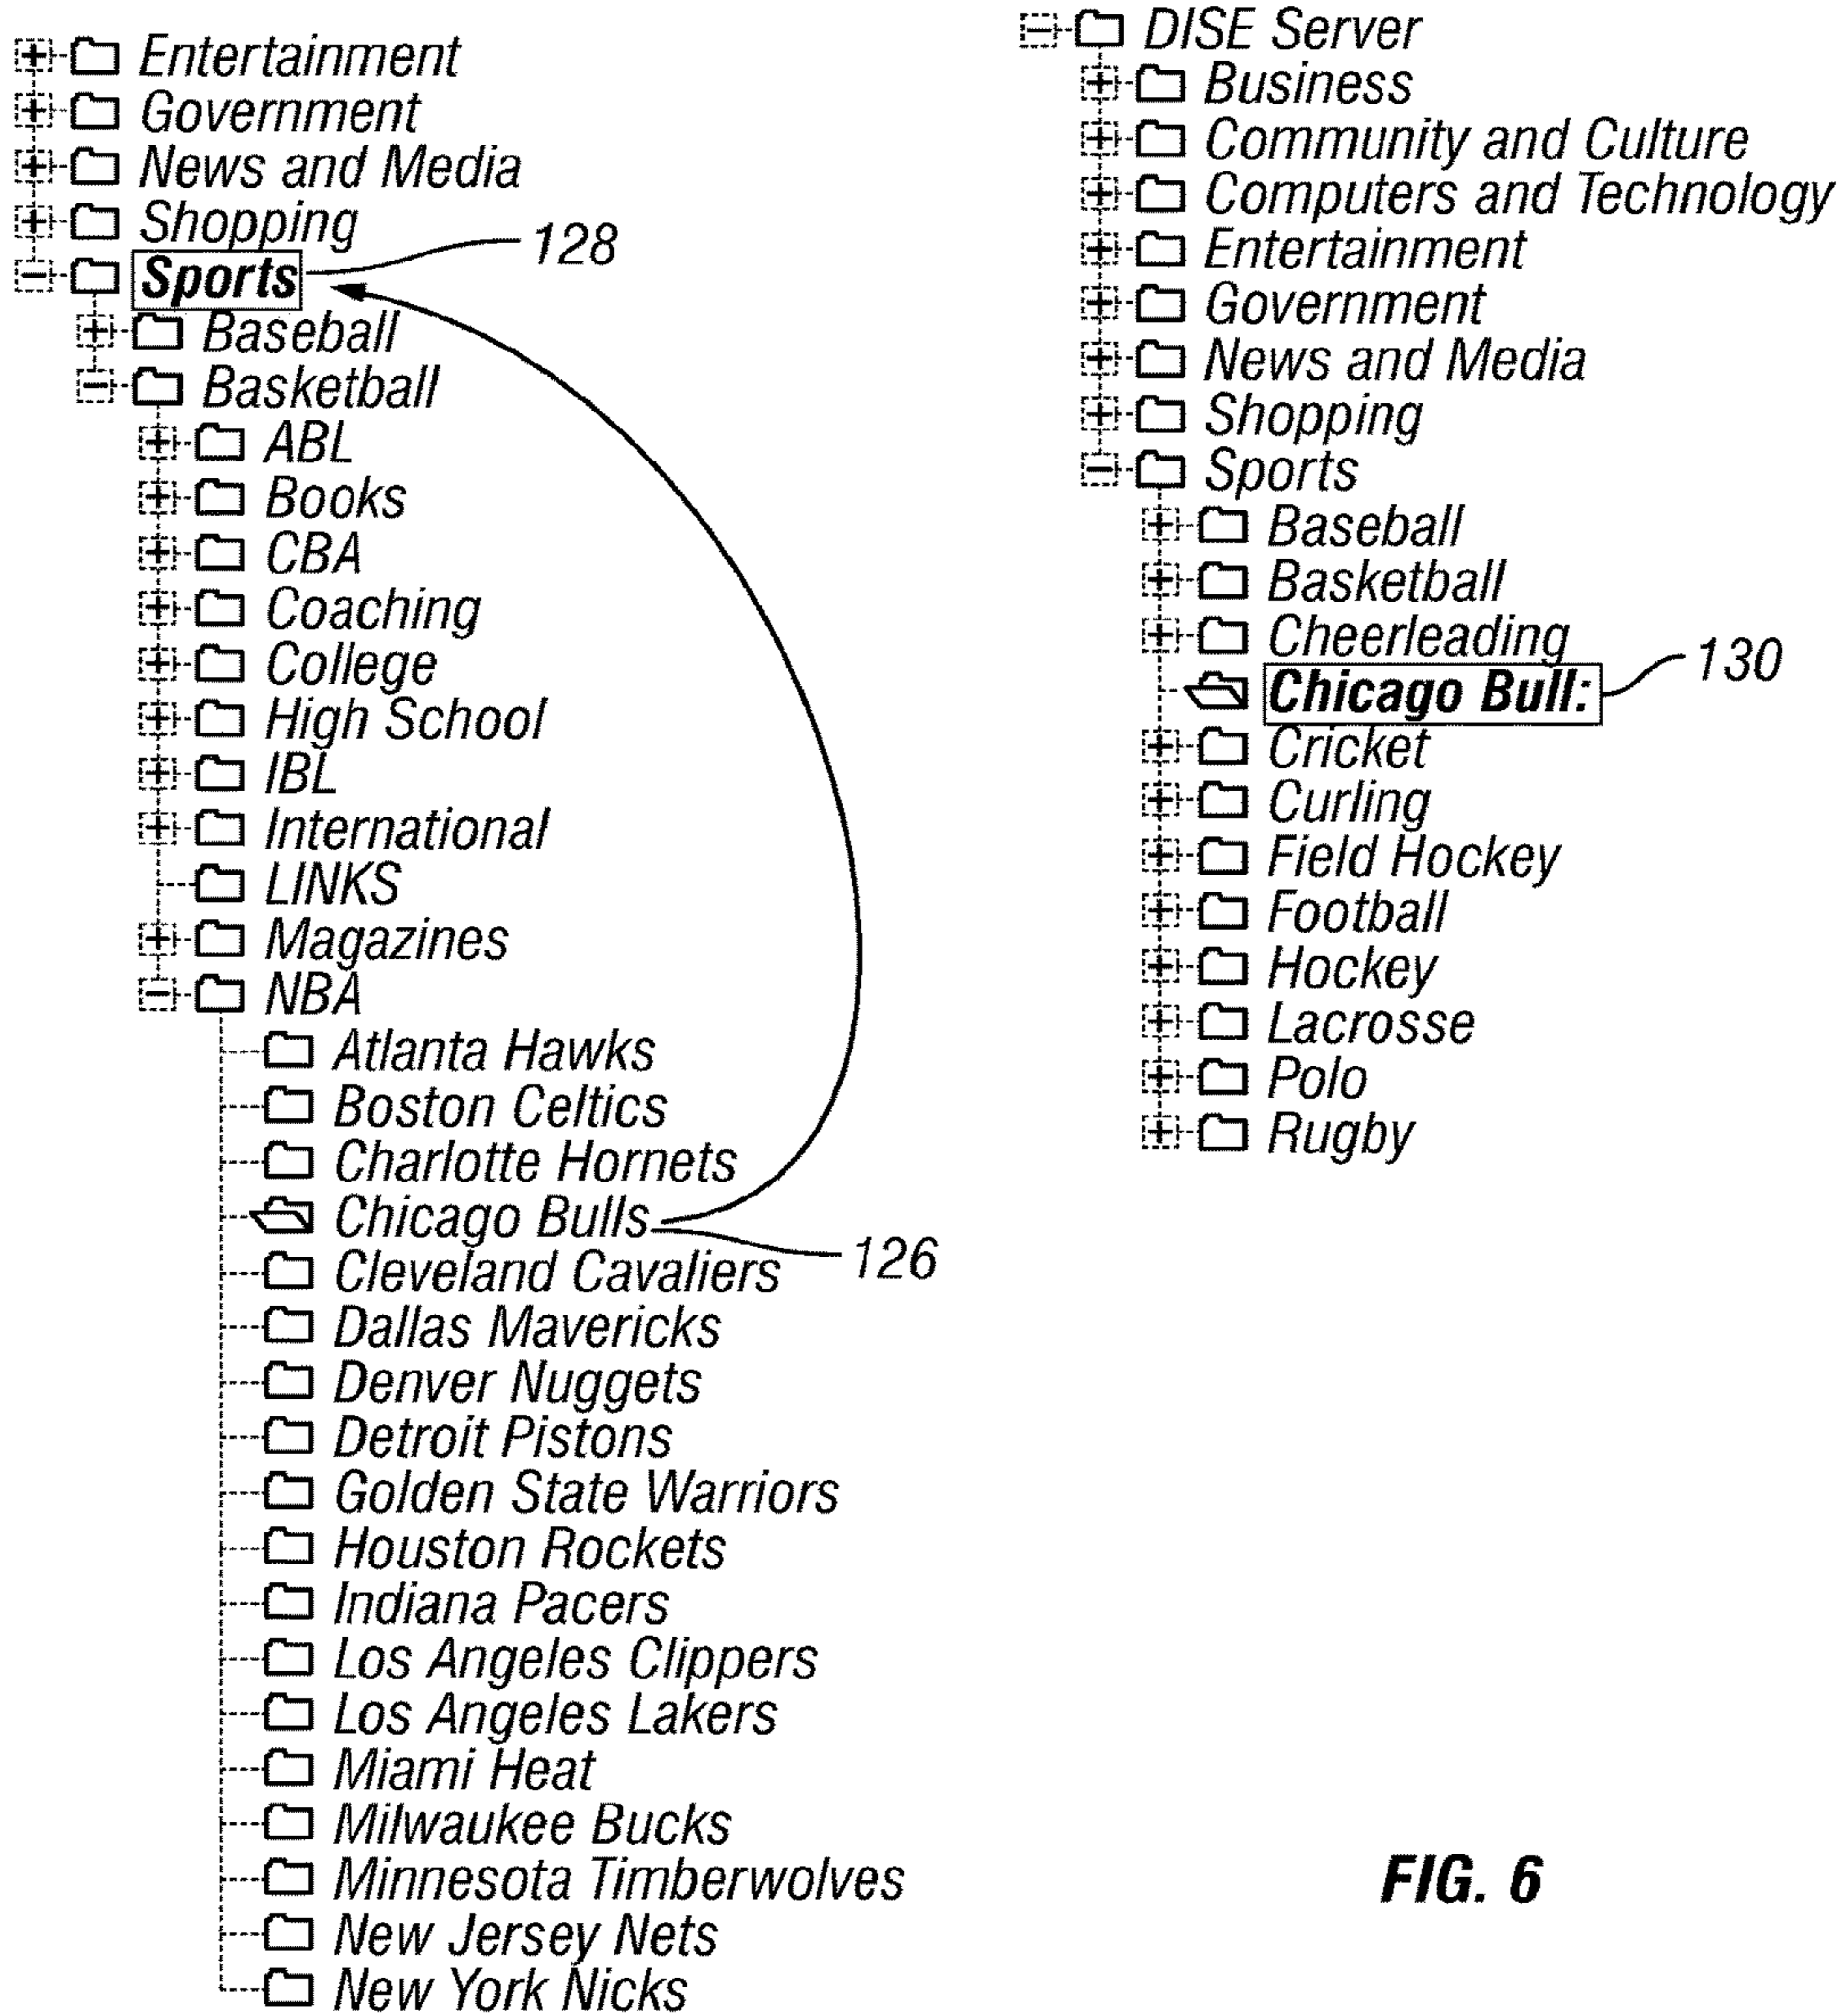 Entertainment
Government
News and Media
Shopping
128
Sports
Baseball
Basketball
ABL
Books
CBA
Coaching
College
High School
IBL
International
LINKS
Magazines
NBA
Atlanta Hawks
Boston Celtics
Charlotte Hornets
Chicago Bulls
126
Cleveland Cavaliers
Dallas Mavericks
Denver Nuggets
Detroit Pistons
Golden State Warriors
Houston Rockets
Indiana Pacers
Los Angeles Clippers
Los Angeles Lakers
Miami Heat
Milwaukee Bucks
Minnesota Timberwolves
New Jersey Nets
New York Nicks
DISE Server
Business
Community and Culture
Computers and Technology
Entertainment
Government
News and Media
Shopping
Sports
Baseball
Basketball
Cheerleading
130
Chicago Bull:
Cricket
Curling
Field Hockey
Football
Hockey
Lacrosse
Polo
Rugby
FIG. 6